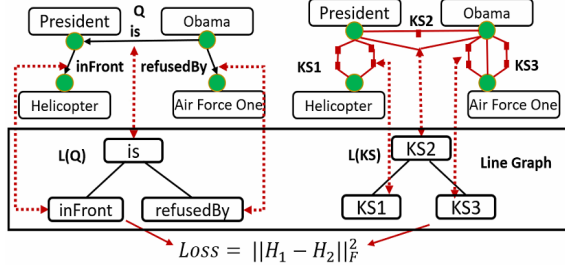 President
Q
is
Obama
inFront
refusedBy
Helicopter
Air Force One
President
KS2
Obama
KS1
KS3
Helicopter
Air Force One
L(Q)
is
L(KS)
KS2
Line Graph
inFront
refusedBy
KS1
KS3
Loss = ||H₁ − H₂||²_F